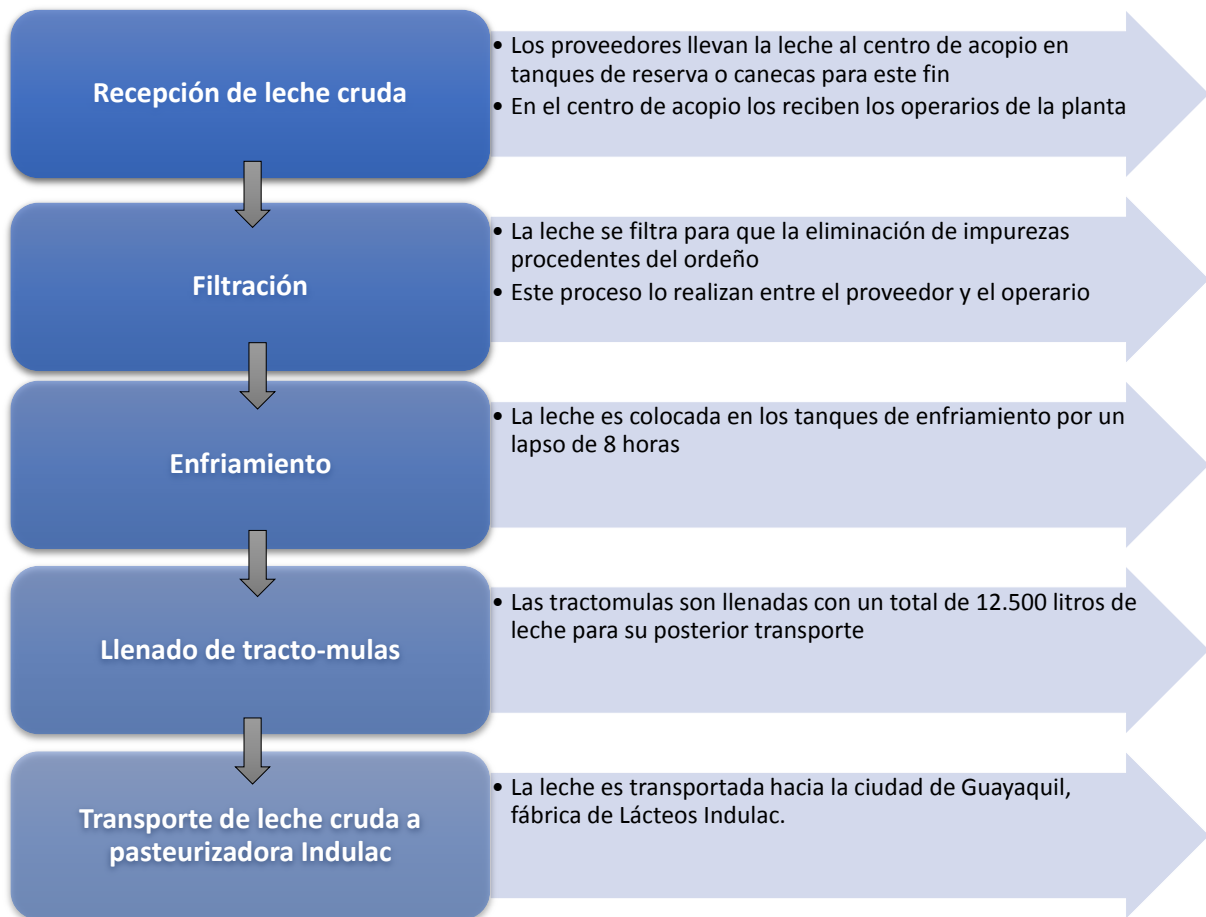 Recepción de leche cruda
• Los proveedores llevan la leche al centro de acopio en
tanques de reserva o canecas para este fin
• En el centro de acopio los reciben los operarios de la planta
Filtración
• La leche se filtra para que la eliminación de impurezas
procedentes del ordeño
• Este proceso lo realizan entre el proveedor y el operario
Enfriamiento
• La leche es colocada en los tanques de enfriamiento por un
lapso de 8 horas
Llenado de tracto-mulas
• Las tractomulas son llenadas con un total de 12.500 litros de
leche para su posterior transporte
Transporte de leche cruda a
pasteurizadora Indulac
• La leche es transportada hacia la ciudad de Guayaquil,
fábrica de Lácteos Indulac.